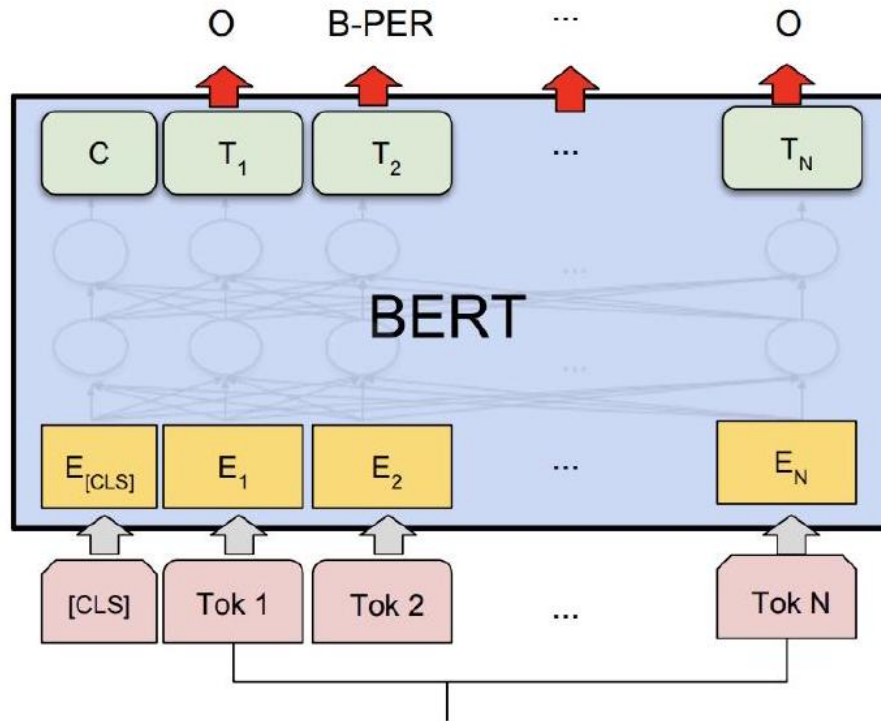 O B-PER ... O
C T1 T2 ... TN
...
BERT
...
E[CLS] E1 E2 ... EN
[CLS] Tok 1 Tok 2 ... Tok N